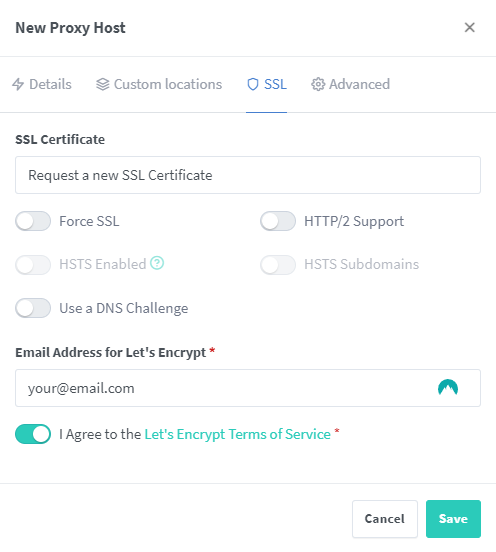 New Proxy Host
Details Custom locations SSL Advanced
SSL Certificate
Request a new SSL Certificate
Force SSL HTTP/2 Support
HSTS Enabled ? HSTS Subdomains
Use a DNS Challenge
Email Address for Let's Encrypt *
your@email.com
I Agree to the Let's Encrypt Terms of Service *
Cancel Save